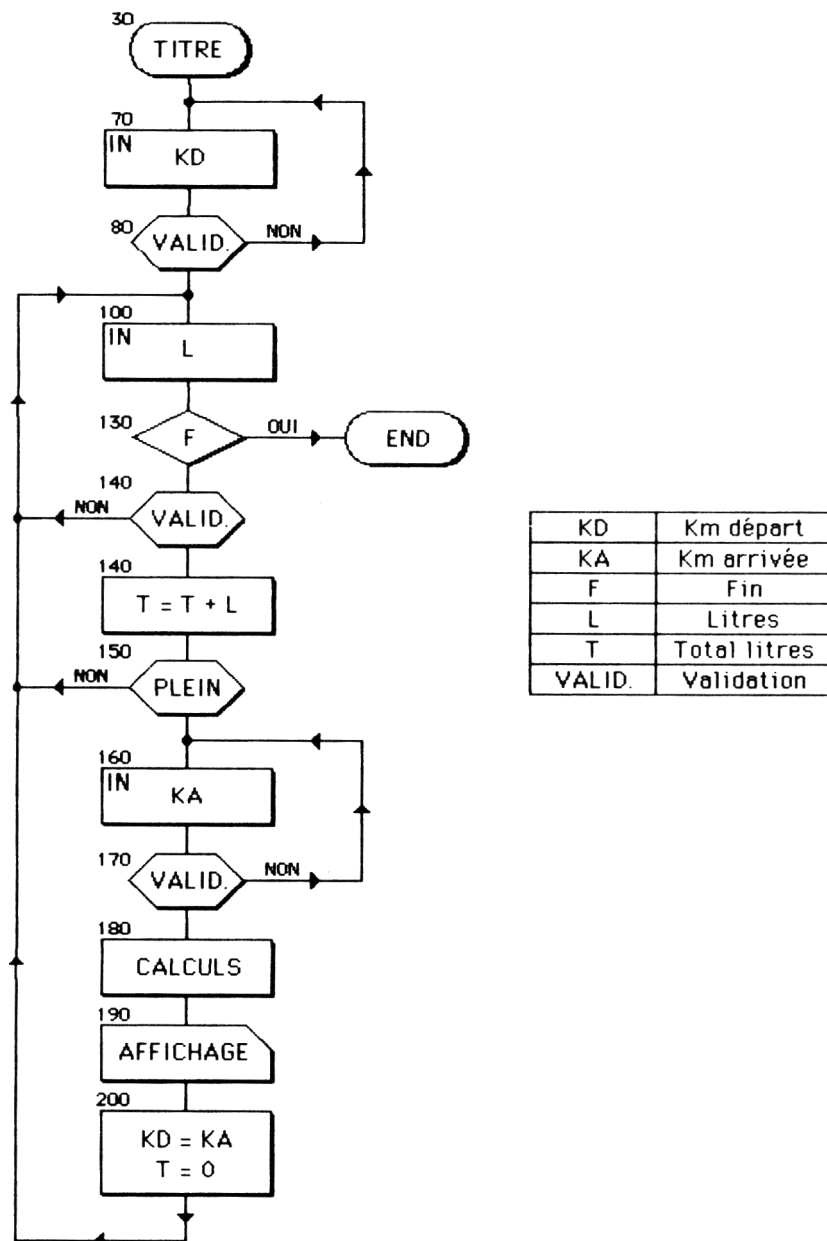 30
TITRE
70
IN
KD
80
VALID.
NON
100
IN
L
130
F
OUI
END
140
NON
VALID.
140
T = T + L
150
NON
PLEIN
160
IN
KA
170
VALID.
NON
180
CALCULS
190
AFFICHAGE
200
KD = KA
T = 0
KD Km départ
KA Km arrivée
F Fin
L Litres
T Total litres
VALID. Validation